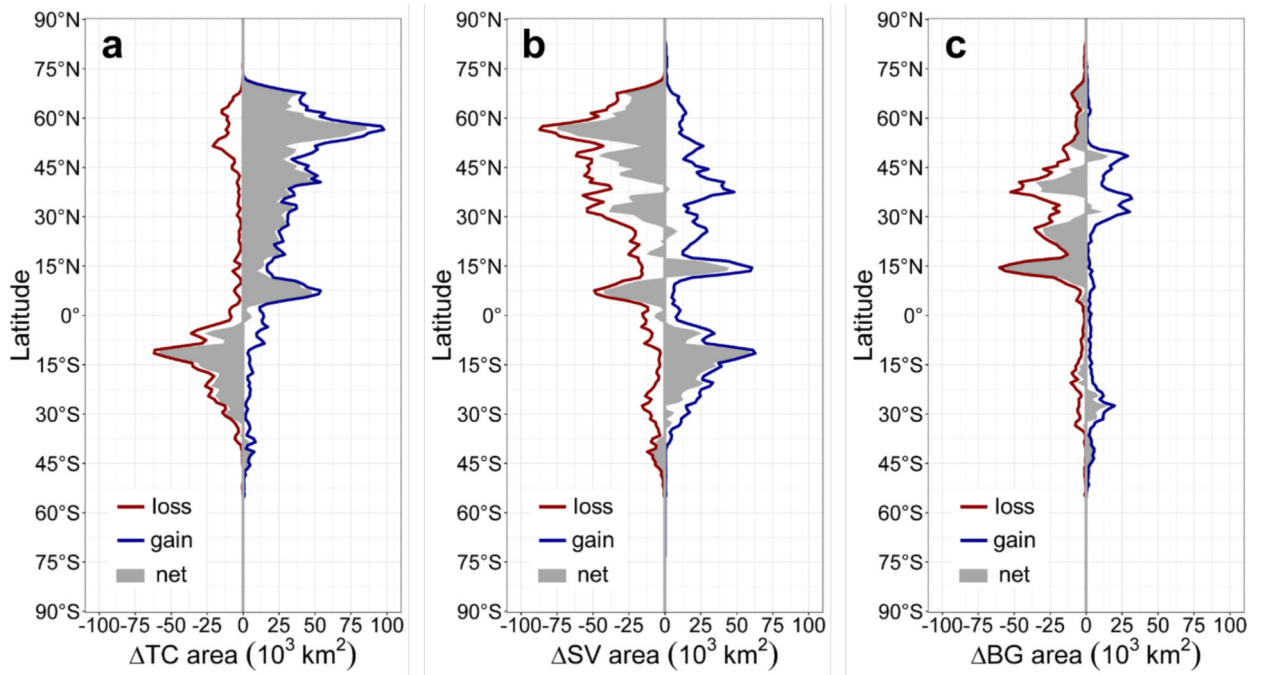 a
90°N
75°N
60°N
45°N
30°N
15°N
0°
15°S
30°S
45°S
60°S
75°S
90°S
Latitude
loss
gain
net
-100 -75 -50 -25 0 25 50 75 100
ΔTC area (10³ km²)
b
90°N
75°N
60°N
45°N
30°N
15°N
0°
15°S
30°S
45°S
60°S
75°S
90°S
Latitude
loss
gain
net
-100 -75 -50 -25 0 25 50 75 100
ΔSV area (10³ km²)
c
90°N
75°N
60°N
45°N
30°N
15°N
0°
15°S
30°S
45°S
60°S
75°S
90°S
Latitude
loss
gain
net
-100 -75 -50 -25 0 25 50 75 100
ΔBG area (10³ km²)